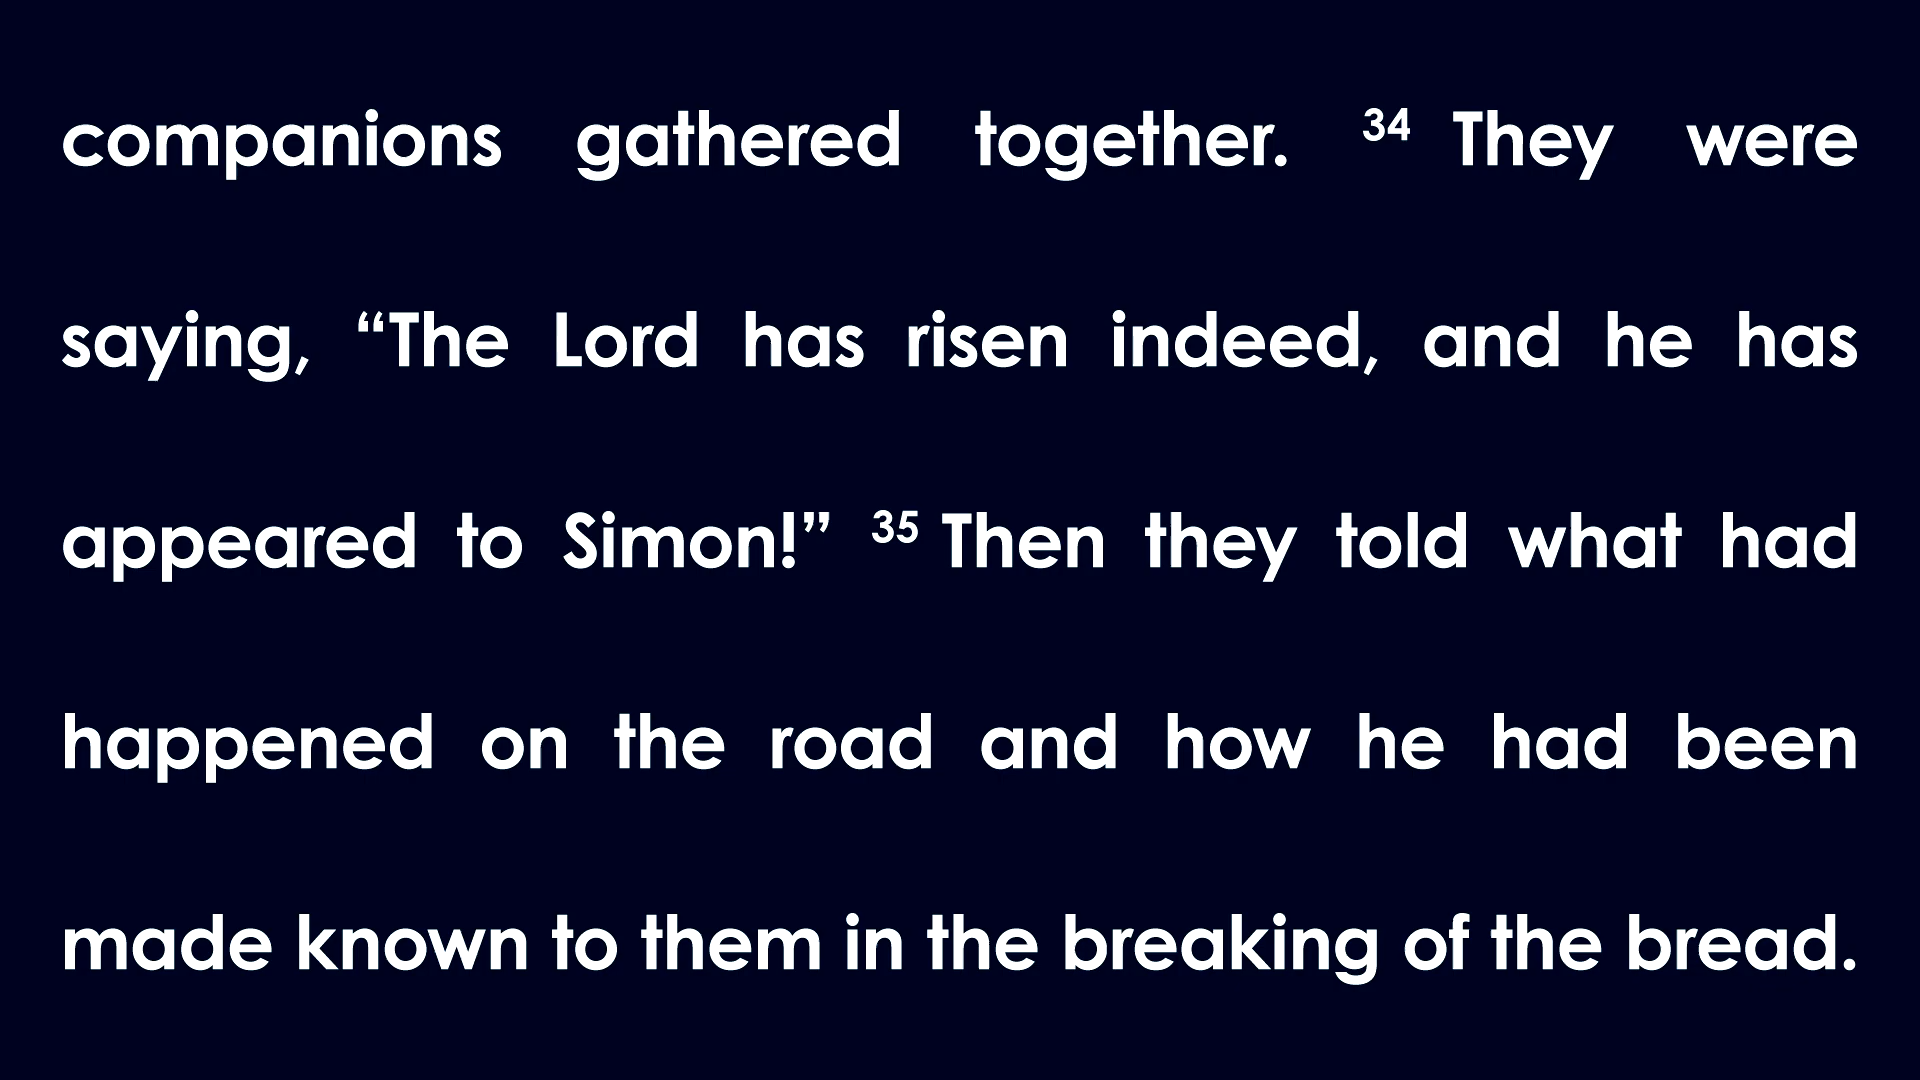 companions gathered together. 34 They were
saying, “The Lord has risen indeed, and he has
appeared to Simon!” 35 Then they told what had
happened on the road and how he had been
made known to them in the breaking of the bread.